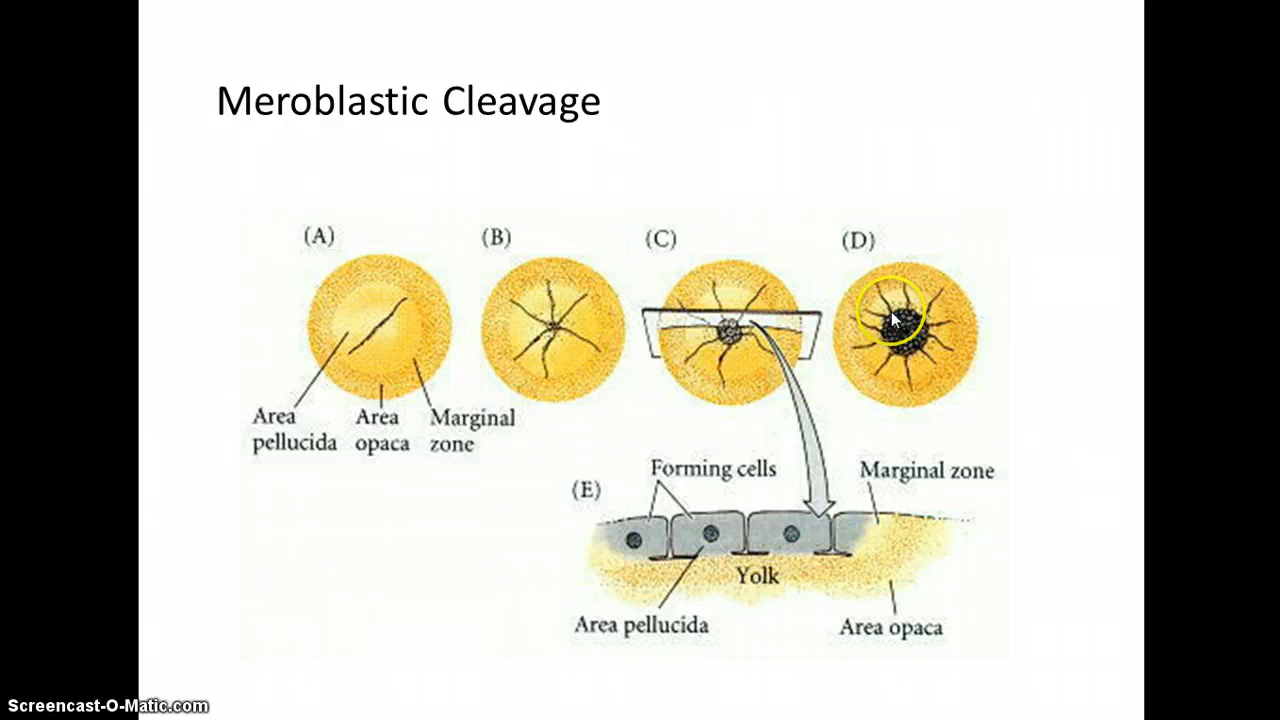 Meroblastic Cleavage
(A)
(B)
(C)
(D)
Area
pellucida
Area
opaca
Marginal
zone
(E)
Forming cells
Marginal zone
Yolk
Area pellucida
Area opaca
Screencast-O-Matic.com